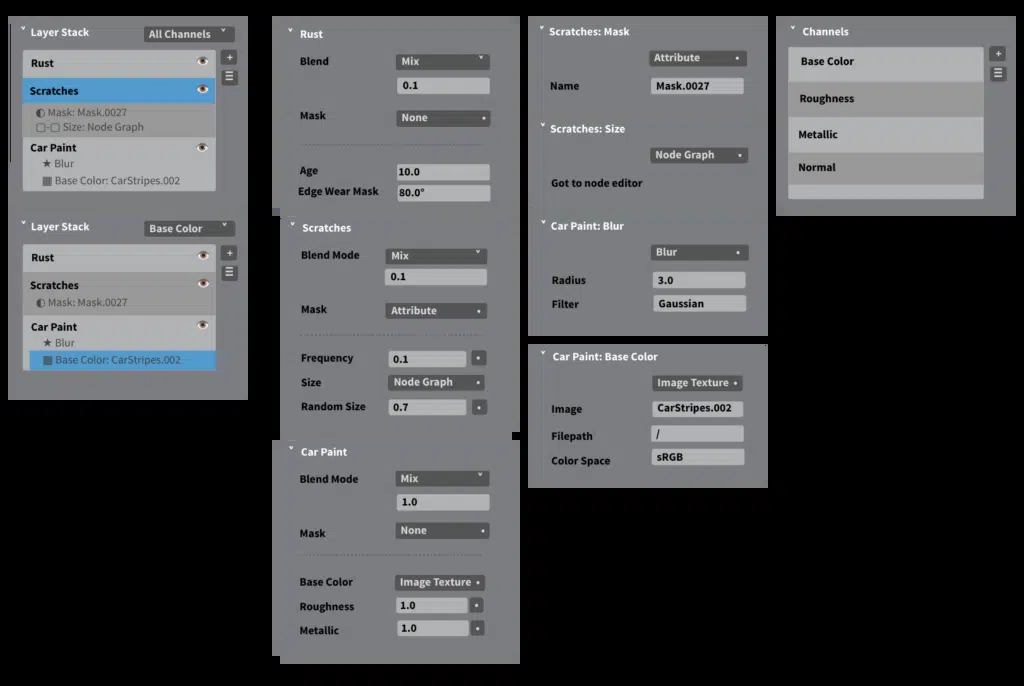 Layer Stack All Channels
Rust
Scratches
Mask: Mask.0027
Size: Node Graph
Car Paint
Blur
Base Color: CarStripes.002
Layer Stack Base Color
Rust
Scratches
Mask: Mask.0027
Car Paint
Blur
Base Color: CarStripes.002
Rust
Blend Mix
0.1
Mask None
Age 10.0
Edge Wear Mask 80.0°
Scratches
Blend Mode Mix
0.1
Mask Attribute
Frequency 0.1
Size Node Graph
Random Size 0.7
Car Paint
Blend Mode Mix
1.0
Mask None
Base Color Image Texture
Roughness 1.0
Metallic 1.0
Scratches: Mask
Attribute
Name Mask.0027
Scratches: Size
Node Graph
Got to node editor
Car Paint: Blur
Blur
Radius 3.0
Filter Gaussian
Car Paint: Base Color
Image Texture
Image CarStripes.002
Filepath /
Color Space sRGB
Channels
Base Color
Roughness
Metallic
Normal